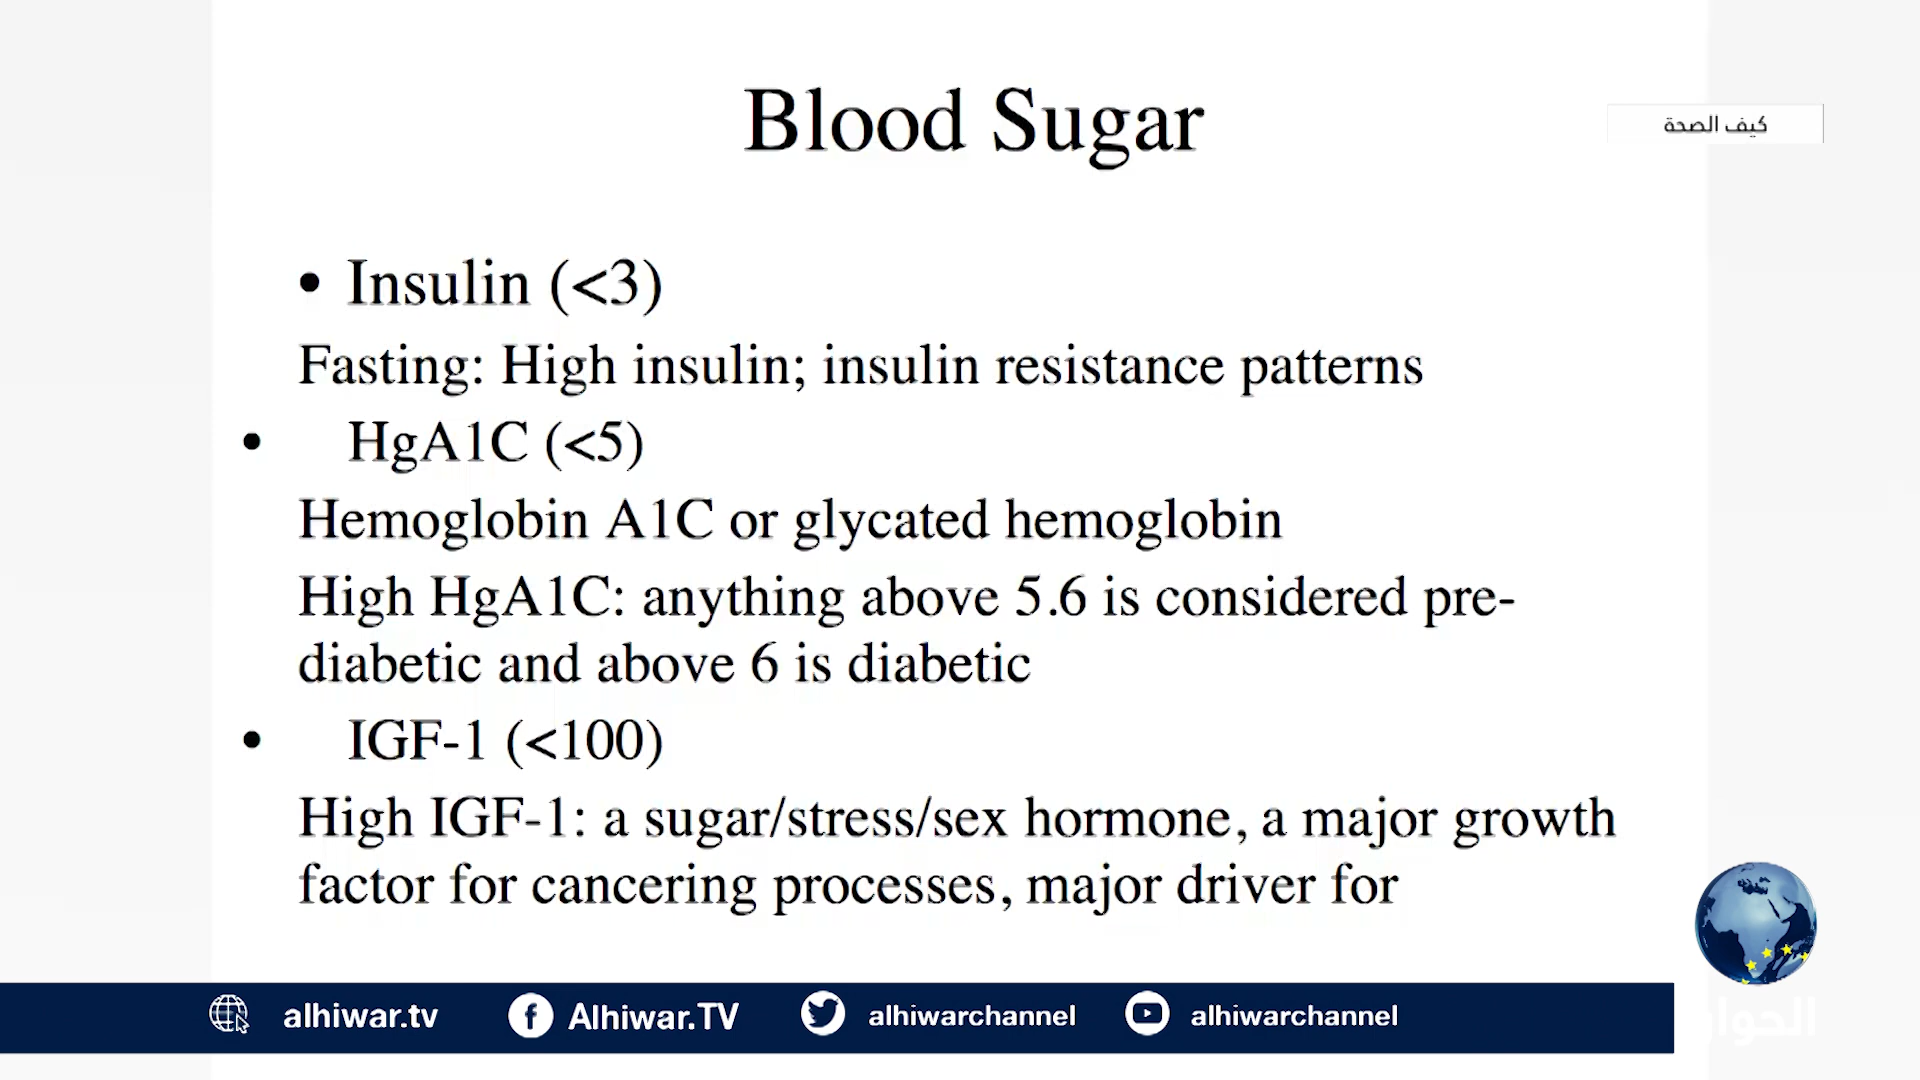 Blood Sugar
كيف الصحة
• Insulin (<3)
Fasting: High insulin; insulin resistance patterns
• HgA1C (<5)
Hemoglobin A1C or glycated hemoglobin
High HgA1C: anything above 5.6 is considered pre-
diabetic and above 6 is diabetic
• IGF-1 (<100)
High IGF-1: a sugar/stress/sex hormone, a major growth
factor for cancering processes, major driver for
alhiwar.tv Alhiwar.TV alhiwarchannel alhiwarchannel
الحوار